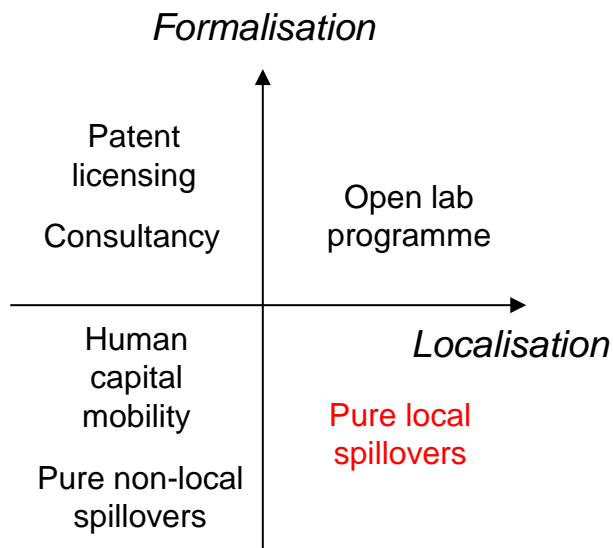 Formalisation
Patent
licensing
Consultancy
Open lab
programme
Localisation
Human
capital
mobility
Pure non-local
spillovers
Pure local
spillovers